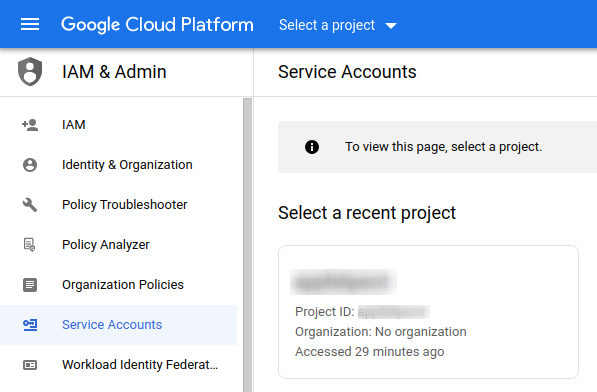 Google Cloud Platform
Select a project
IAM & Admin
Service Accounts
IAM
Identity & Organization
Policy Troubleshooter
Policy Analyzer
Organization Policies
Service Accounts
Workload Identity Federat...
To view this page, select a project.
Select a recent project
Project ID:
Organization: No organization
Accessed 29 minutes ago